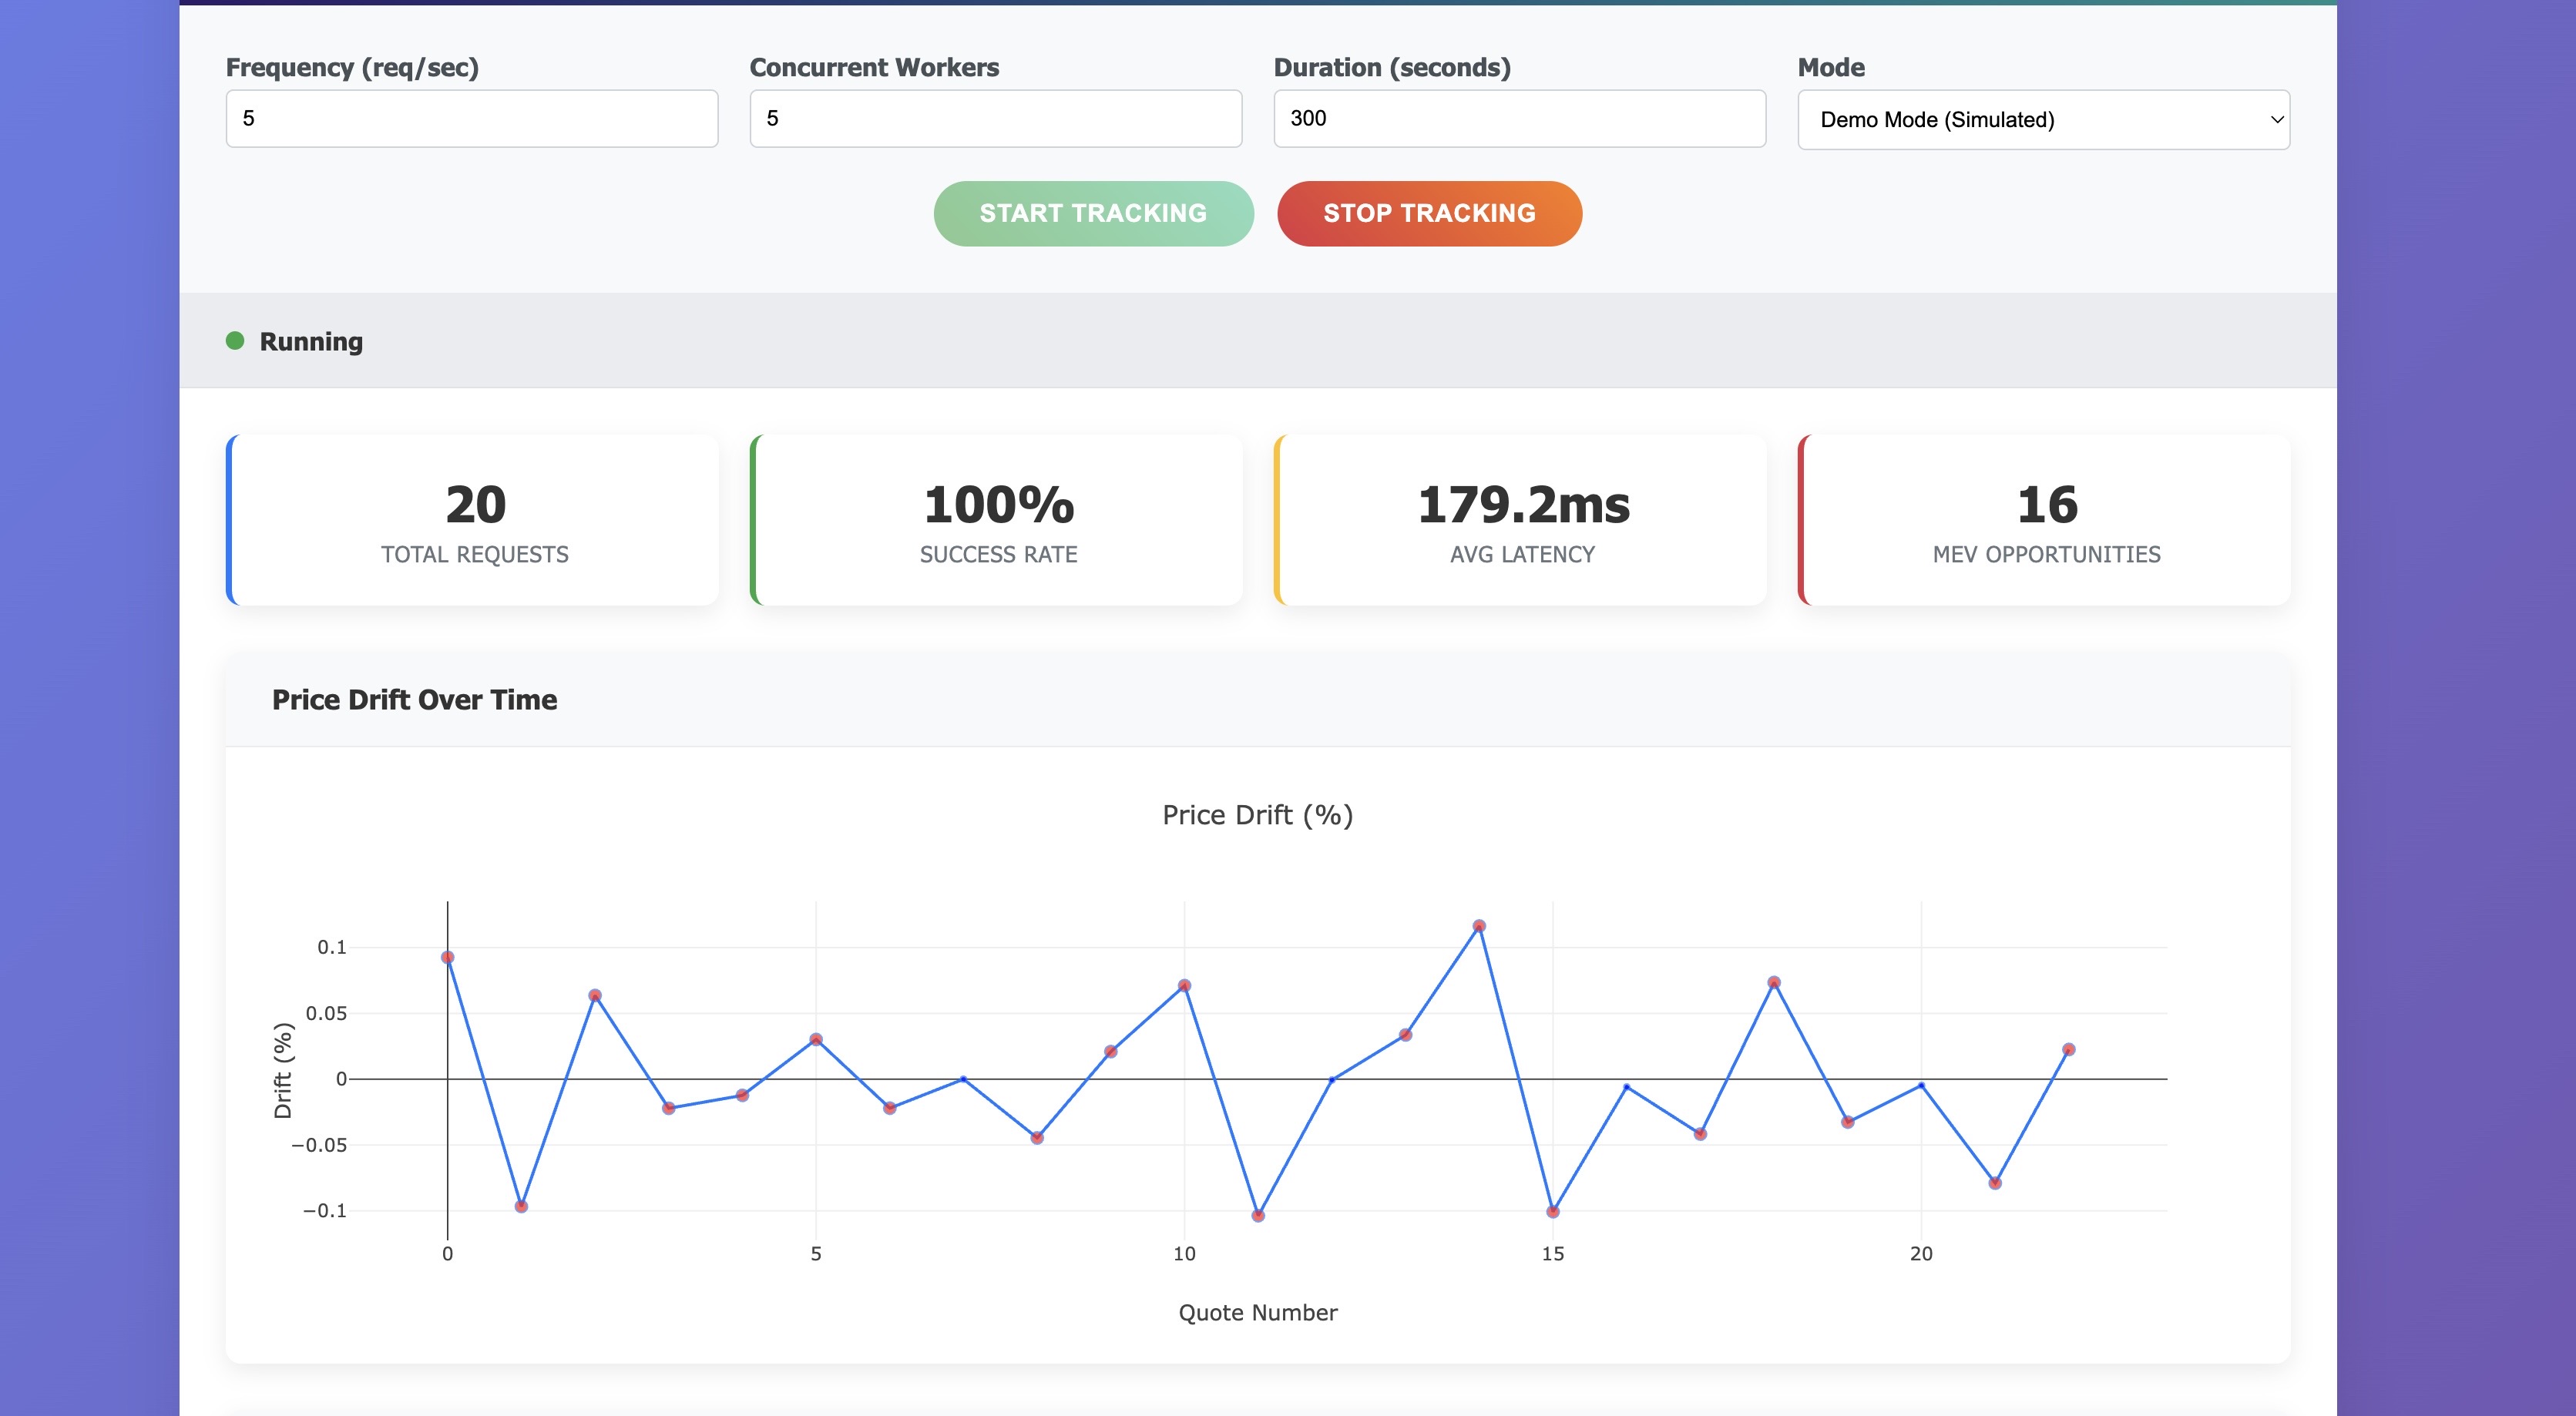 Frequency (req/sec)
Concurrent Workers
Duration (seconds)
Mode
5
5
300
Demo Mode (Simulated)
START TRACKING
STOP TRACKING
Running
20
TOTAL REQUESTS
100%
SUCCESS RATE
179.2ms
AVG LATENCY
16
MEV OPPORTUNITIES
Price Drift Over Time
Price Drift (%)
Drift (%)
0.1
0.05
0
−0.05
−0.1
0
5
10
15
20
Quote Number